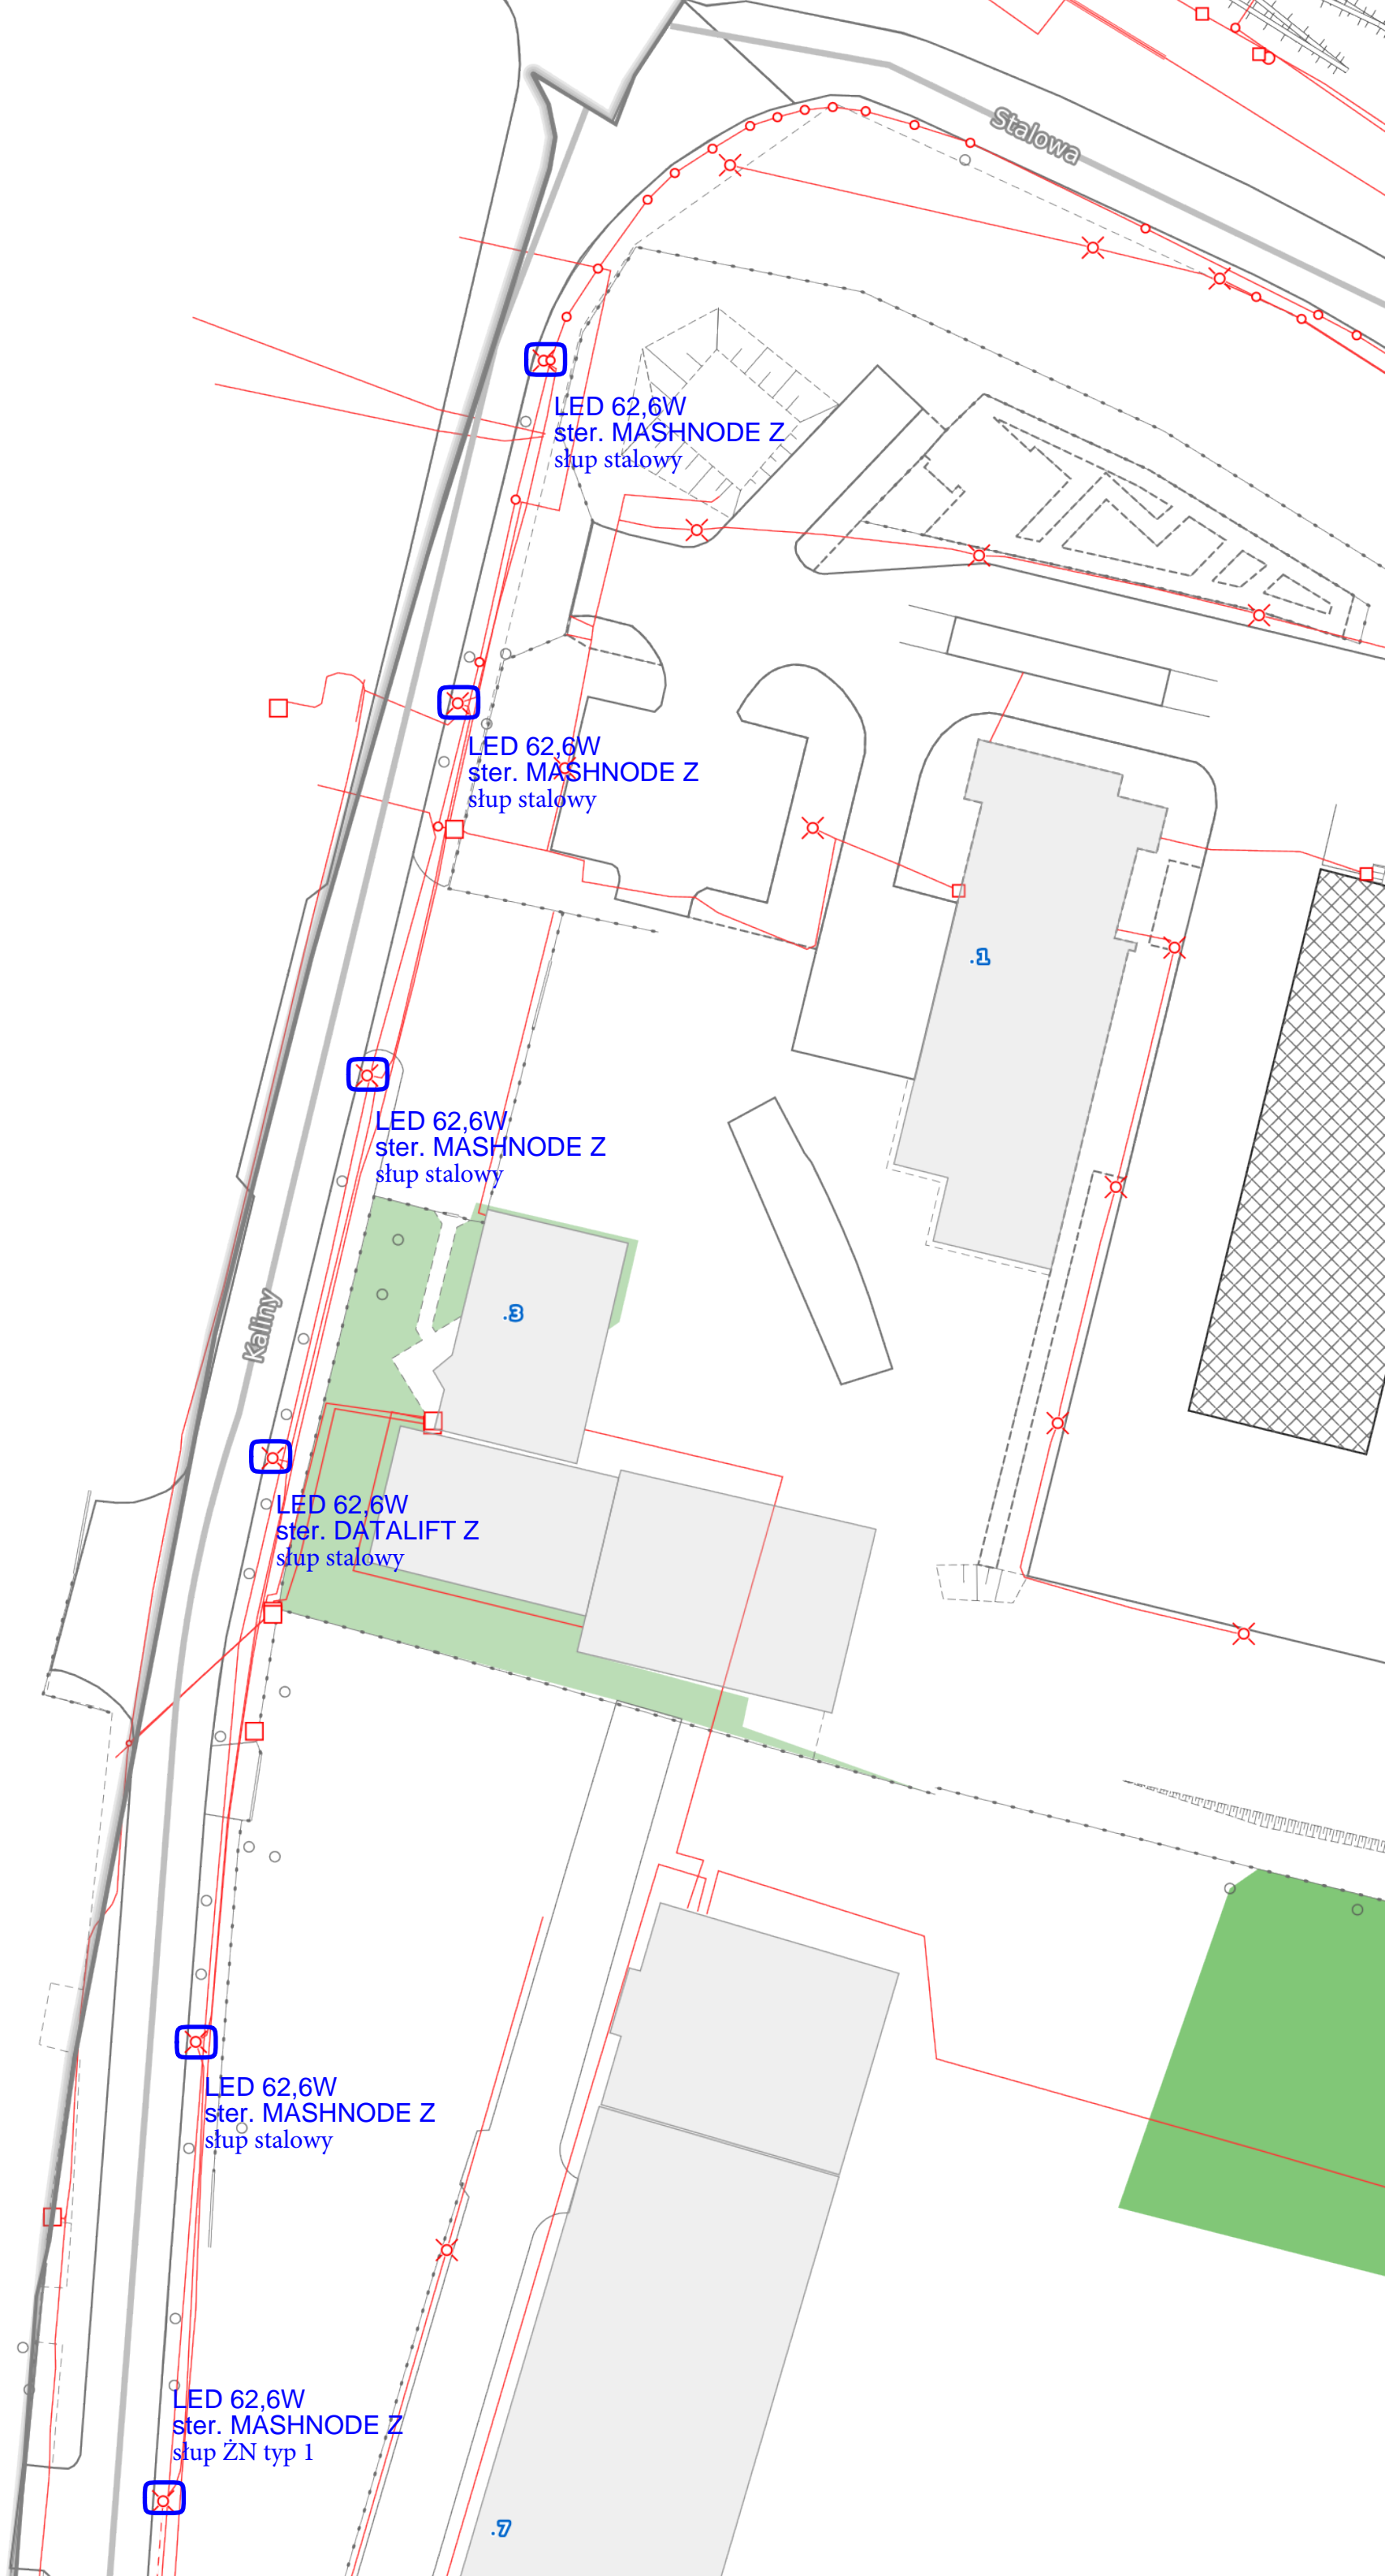 Stalowa
LED 62,6W
ster. MASHNODE Z
słup stalowy
LED 62,6W
ster. MASHNODE Z
słup stalowy
.1
LED 62,6W
ster. MASHNODE Z
słup stalowy
.3
Kaliny
LED 62,6W
ster. DATALIFT Z
słup stalowy
LED 62,6W
ster. MASHNODE Z
słup stalowy
LED 62,6W
ster. MASHNODE Z
słup ŻN typ 1
.7